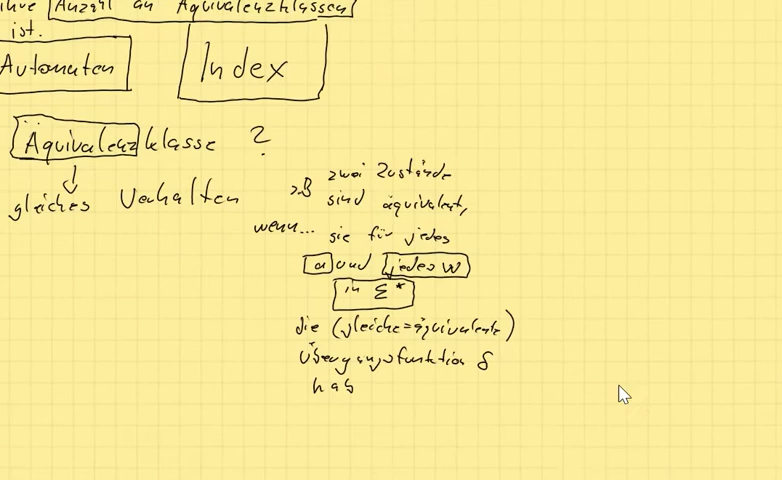 ihre Anzahl an Äquivalenzklassen
ist.
Automaten
Index
Äquivalenzklasse ?
gleiches Verhalten
zB zwei Zustände
sind äquivalent,
wenn... sie für jedes
a und jedes w
in Σ*
die (gleiche=äquivalente)
Übergangsfunktion δ
hab